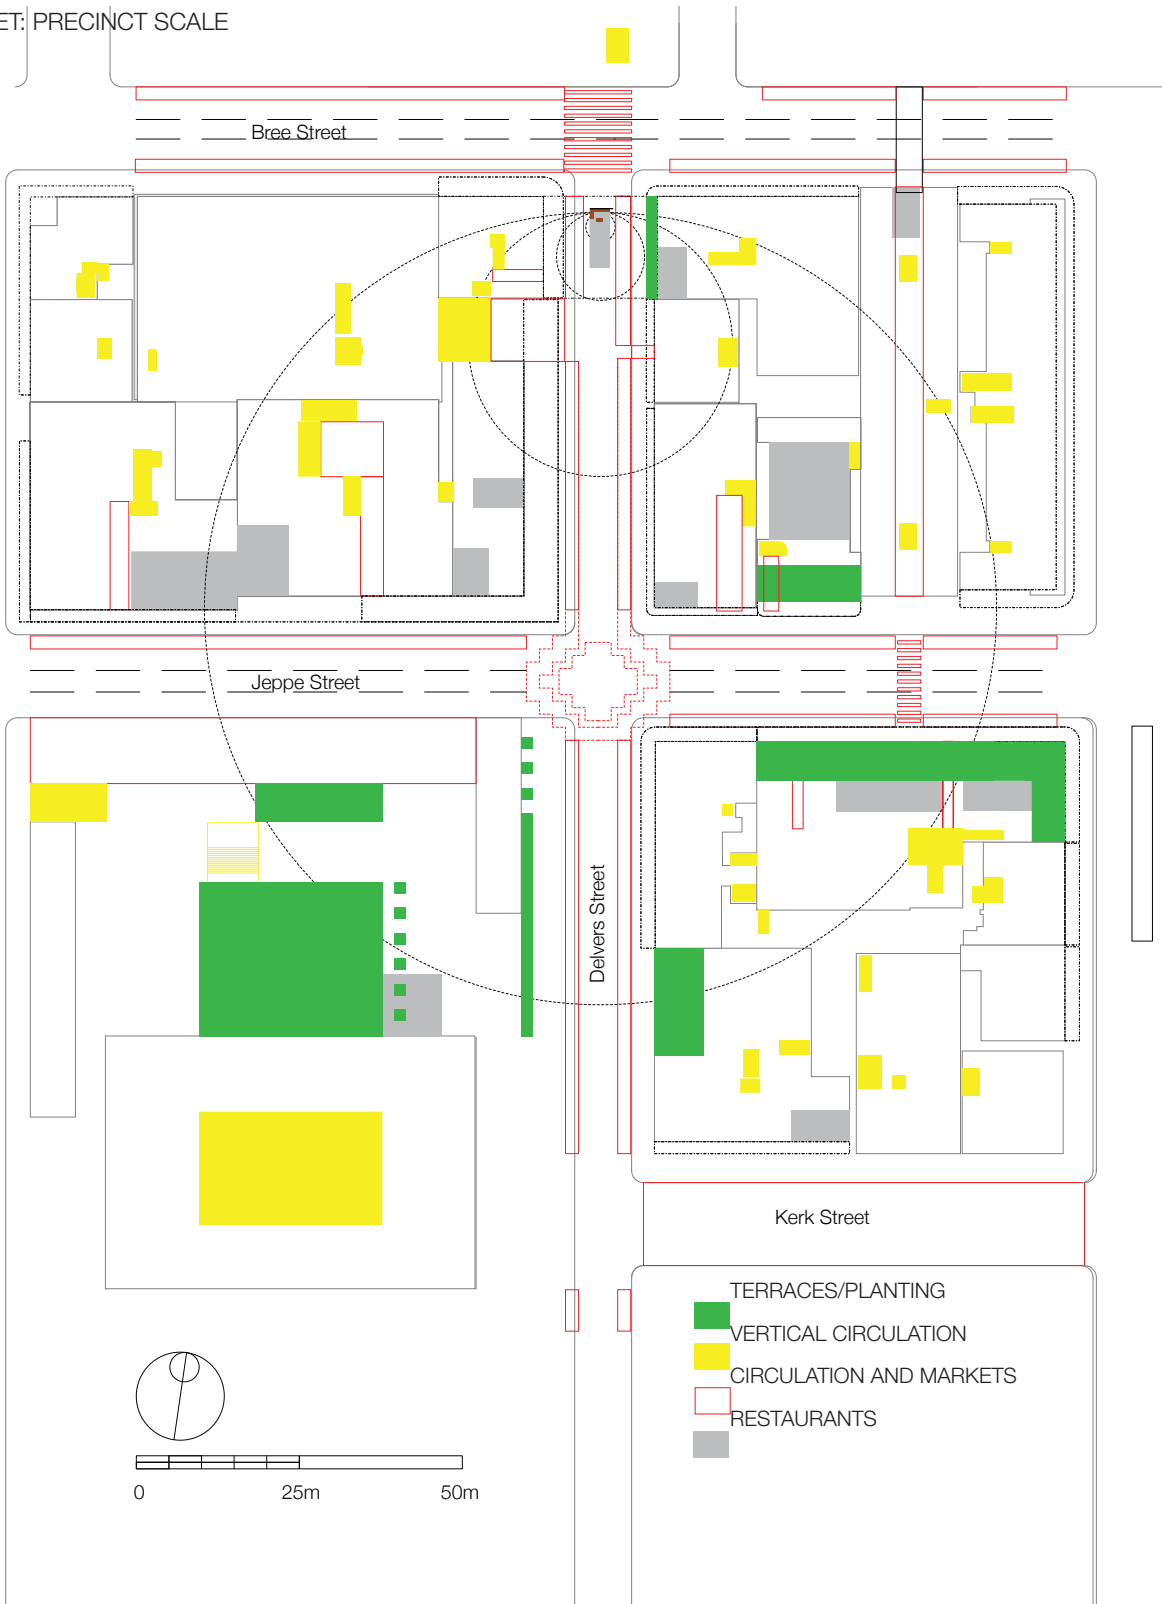 ET: PRECINCT SCALE
Bree Street
Jeppe Street
Delvers Street
Kerk Street
TERRACES/PLANTING
VERTICAL CIRCULATION
CIRCULATION AND MARKETS
RESTAURANTS
0 25m 50m